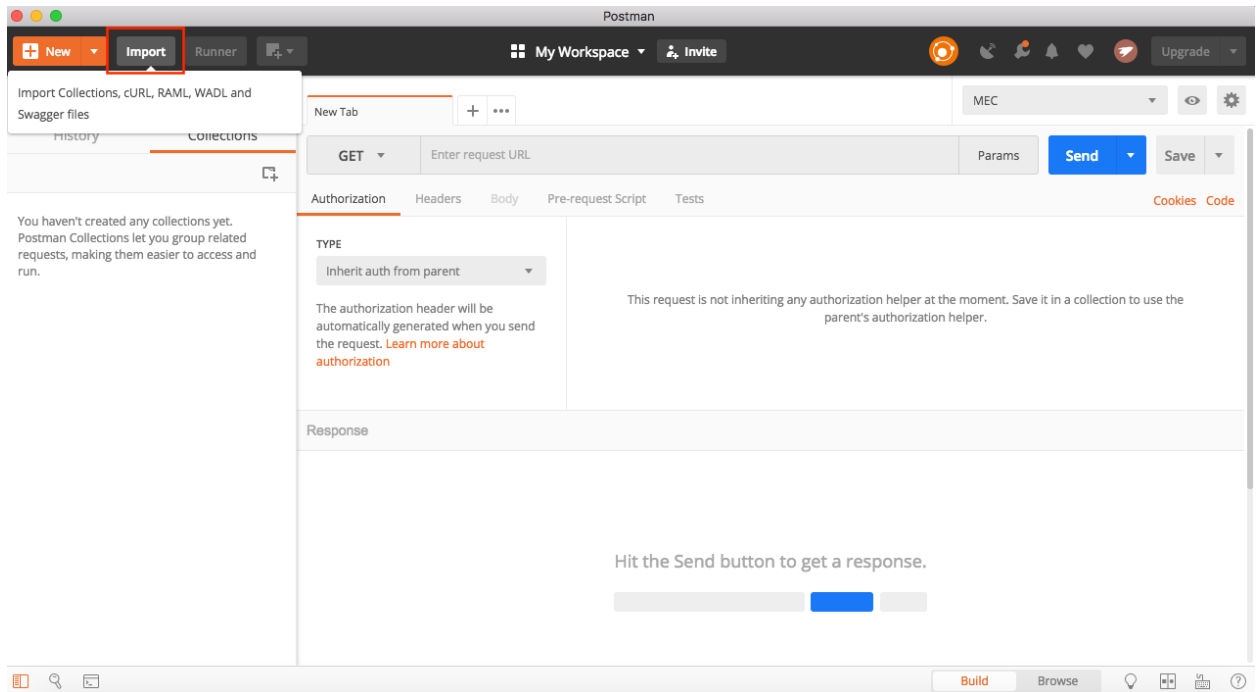 Postman
New
Import
Runner
My Workspace
Invite
Upgrade
Import Collections, cURL, RAML, WADL and
Swagger files
History
Collections
New Tab
MEC
GET
Enter request URL
Params
Send
Save
Authorization
Headers
Body
Pre-request Script
Tests
Cookies
Code
You haven't created any collections yet.
Postman Collections let you group related
requests, making them easier to access and
run.
TYPE
Inherit auth from parent
The authorization header will be
automatically generated when you send
the request. Learn more about
authorization
This request is not inheriting any authorization helper at the moment. Save it in a collection to use the
parent's authorization helper.
Response
Hit the Send button to get a response.
Build
Browse